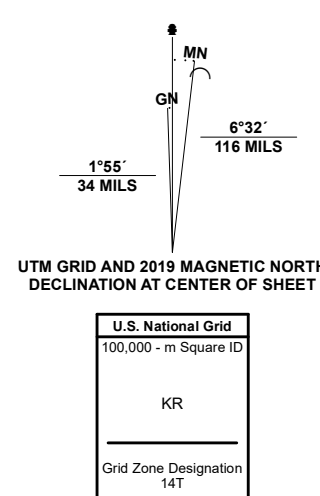 MN
GN
6°32´
116 MILS
1°55´
34 MILS
UTM GRID AND 2019 MAGNETIC NORTH
DECLINATION AT CENTER OF SHEET
U.S. National Grid
100,000 - m Square ID
KR
Grid Zone Designation
14T